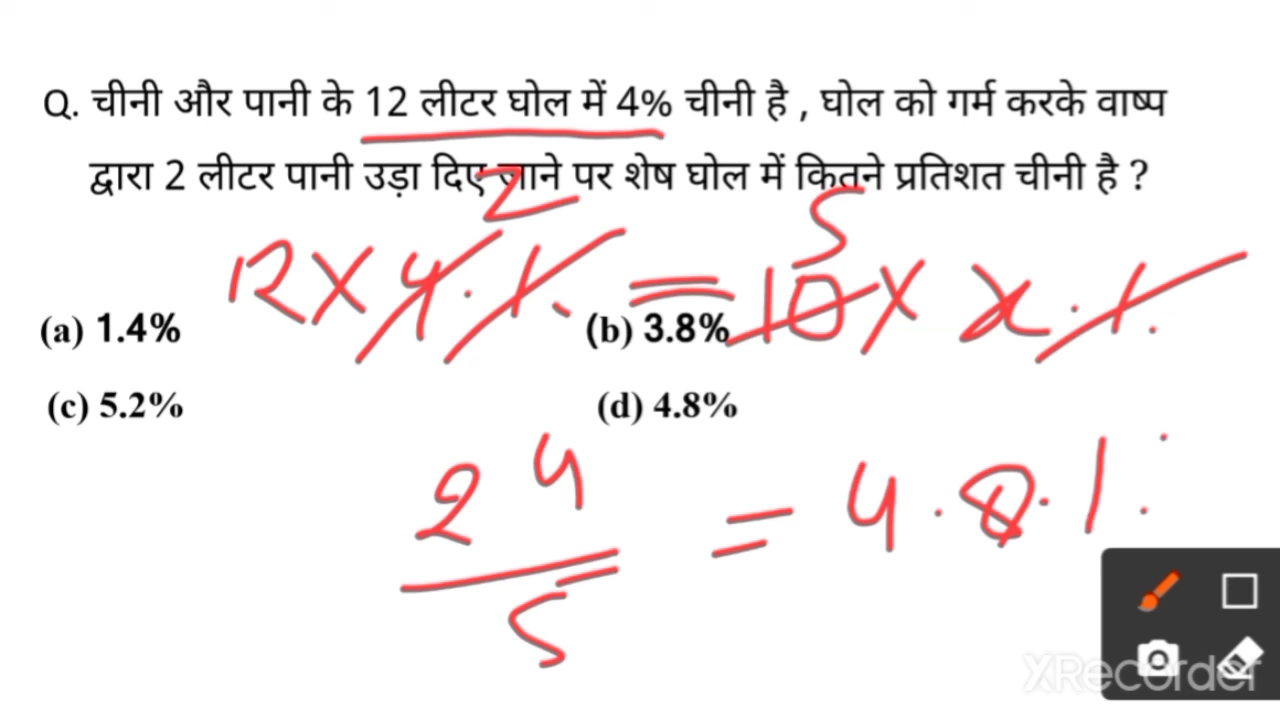 Q. चीनी और पानी के 12 लीटर घोल में 4% चीनी है , घोल को गर्म करके वाष्प
द्वारा 2 लीटर पानी उड़ा दिए जाने पर शेष घोल में कितने प्रतिशत चीनी है ?
2 5
12 X 4 % = 10 X x %
(a) 1.4% (b) 3.8%
(c) 5.2% (d) 4.8%
24 = 4.8%
5
XRecorder